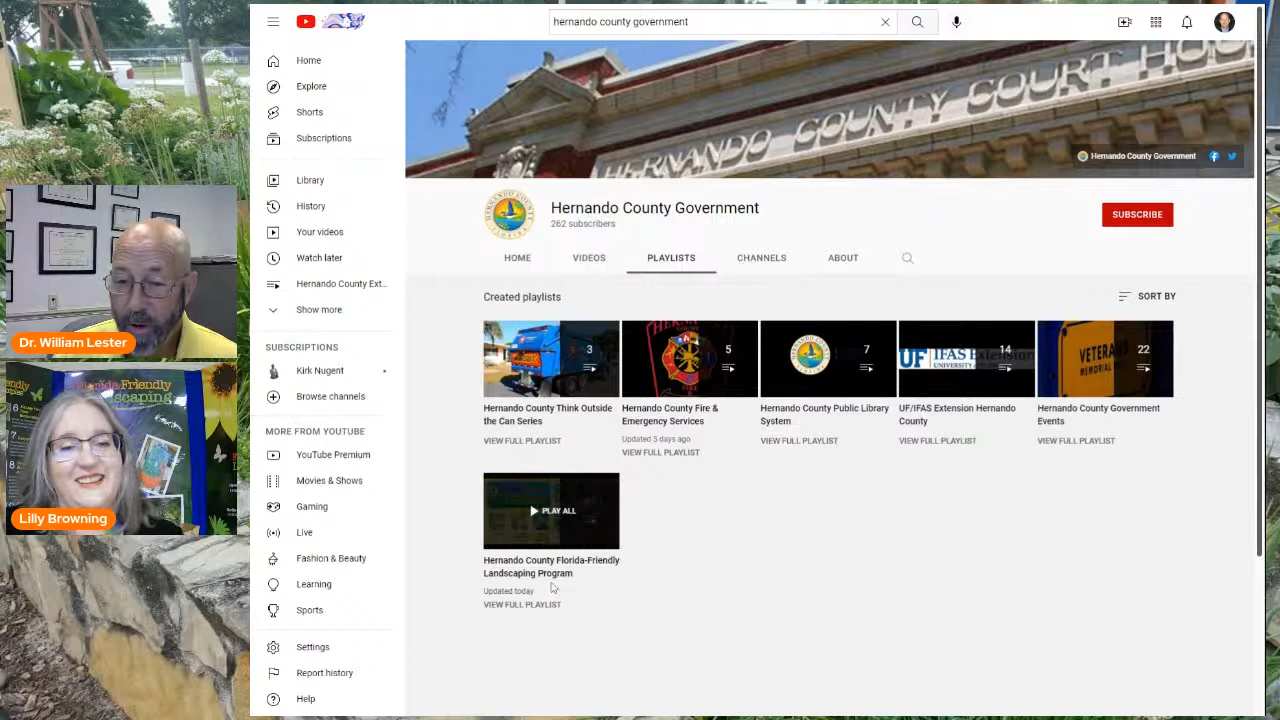 hernando county government
Home
Explore
Shorts
Subscriptions
Library
History
Your videos
Watch later
Hernando County Ext...
Show more
SUBSCRIPTIONS
Kirk Nugent
Browse channels
MORE FROM YOUTUBE
YouTube Premium
Movies & Shows
Gaming
Live
Fashion & Beauty
Learning
Sports
Settings
Report history
Help
HERNANDO COUNTY COURT HOU
Hernando County Government
Hernando County Government
262 subscribers
SUBSCRIBE
HOME
VIDEOS
PLAYLISTS
CHANNELS
ABOUT
Created playlists
SORT BY
3
5
7
UF IFAS Extension
14
VETERANS
MEMORIAL
22
Hernando County Think Outside
the Can Series
VIEW FULL PLAYLIST
Hernando County Fire &
Emergency Services
Updated 5 days ago
VIEW FULL PLAYLIST
Hernando County Public Library
System
VIEW FULL PLAYLIST
UF/IFAS Extension Hernando
County
VIEW FULL PLAYLIST
Hernando County Government
Events
VIEW FULL PLAYLIST
PLAY ALL
Hernando County Florida-Friendly
Landscaping Program
Updated today
VIEW FULL PLAYLIST
Dr. William Lester
Lilly Browning